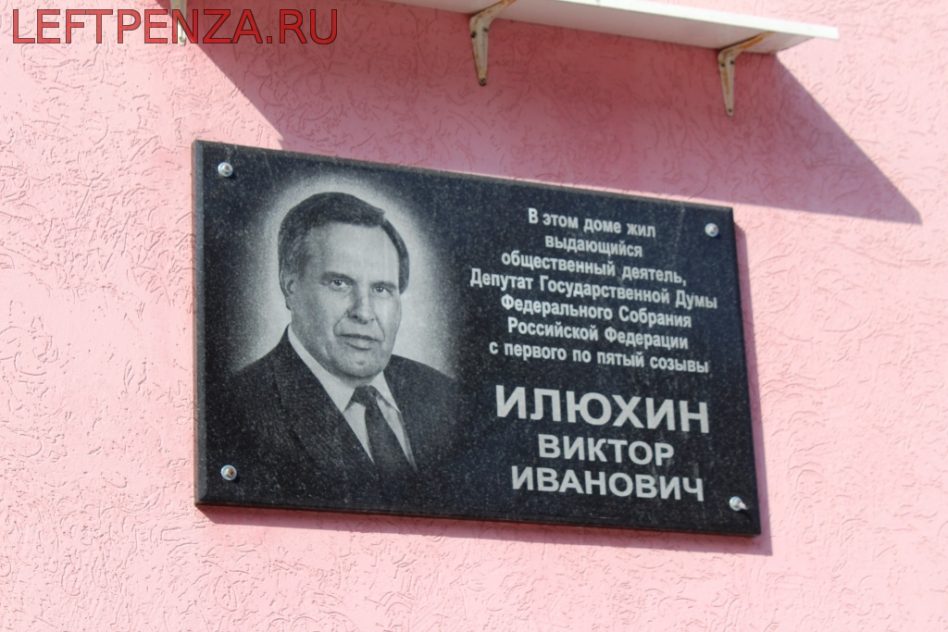 LEFTPENZA.RU
В этом доме жил
выдающийся
общественный деятель,
Депутат Государственной Думы
Федерального Собрания
Российской Федерации
с первого по пятый созывы
ИЛЮХИН
ВИКТОР
ИВАНОВИЧ